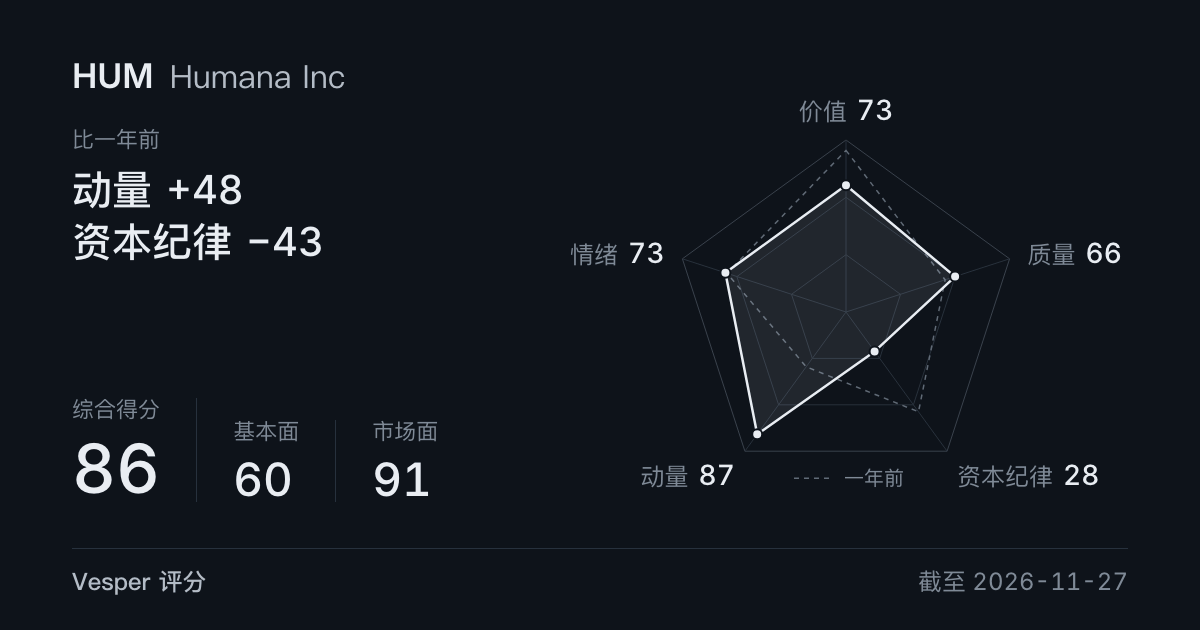 HUM Humana Inc
比一年前
动量 +48
资本纪律 −43
价值 73
情绪 73
质量 66
动量 87
---- 一年前
资本纪律 28
综合得分
86
基本面
60
市场面
91
Vesper 评分
截至 2026-11-27